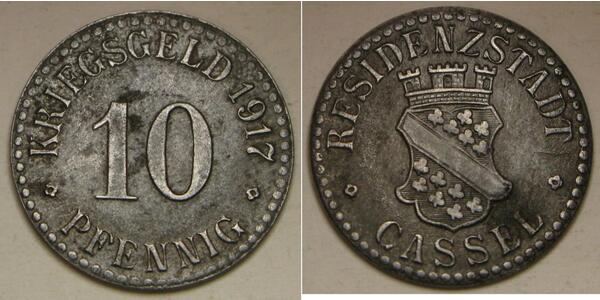 KRIEGSGELD 1917
10
PFENNIG
RESIDENZSTADT
CASSEL